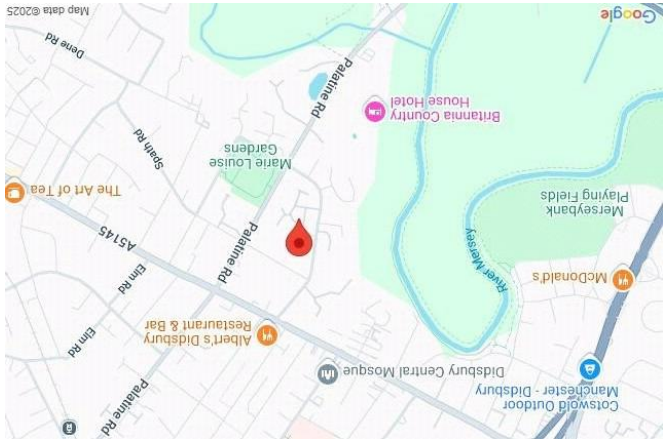 Cotswold Outdoor
Manchester - Didsbury
Palatine Rd
Didsbury Central Mosque
Elm Rd
Albert's Didsbury
Restaurant & Bar
McDonald's
Elm Rd
River Mersey
Palatine Rd
A5145
Merseybank
Playing Fields
The Art of Tea
Marie Louise
Gardens
Spath Rd
Britannia Country
House Hotel
Palatine Rd
Dene Rd
Google
Map data ©2025